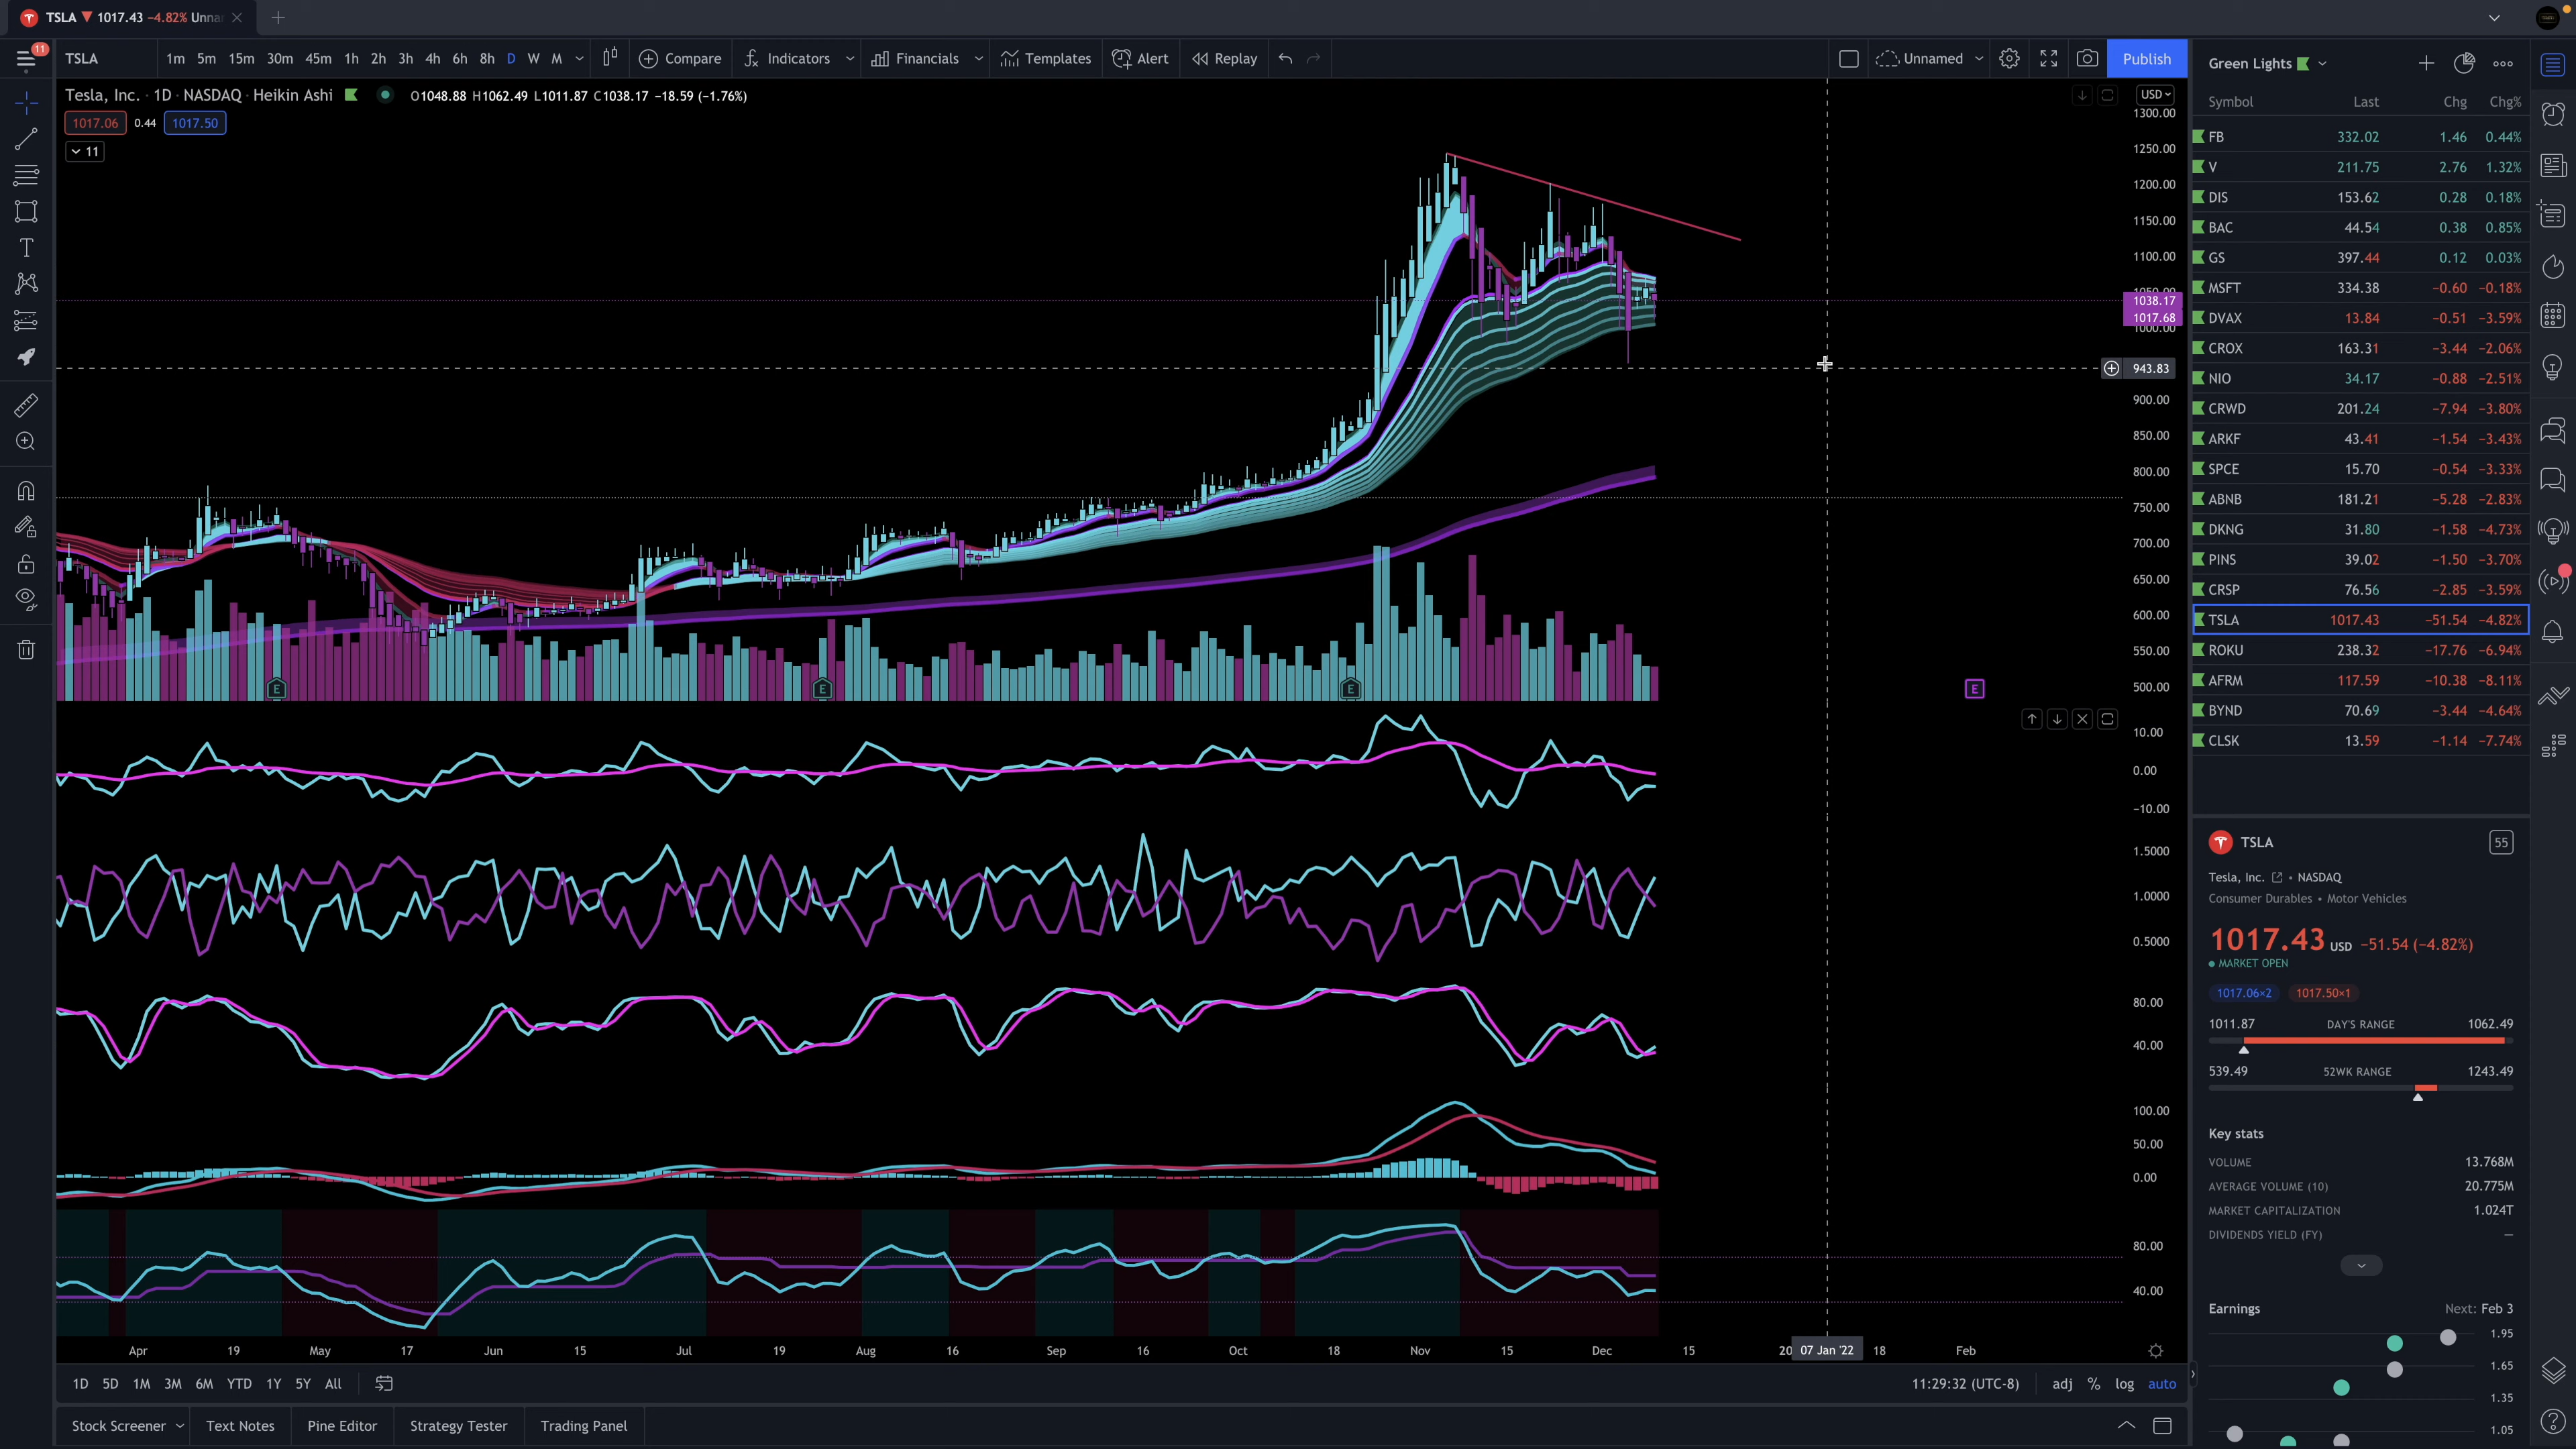 TSLA ▼ 1017.43 −4.82% Unna
11
TSLA 1m 5m 15m 30m 45m 1h 2h 3h 4h 6h 8h D W M Compare Indicators Financials Templates Alert Replay Unnamed Publish
Tesla, Inc. · 1D · NASDAQ · Heikin Ashi O1048.88 H1062.49 L1011.87 C1038.17 −18.59 (−1.76%)
1017.06 0.44 1017.50
11
USD
1300.00
1250.00
1200.00
1150.00
1100.00
1038.17
1017.68
1000.00
943.83
900.00
850.00
800.00
750.00
700.00
650.00
600.00
550.00
500.00
E E E E
10.00
0.00
−10.00
1.5000
1.0000
0.5000
80.00
40.00
100.00
50.00
0.00
80.00
40.00
Apr 19 May 17 Jun 15 Jul 19 Aug 16 Sep 16 Oct 18 Nov 15 Dec 15 20 07 Jan '22 18 Feb
1D 5D 1M 3M 6M YTD 1Y 5Y All 11:29:32 (UTC-8) adj % log auto
Stock Screener Text Notes Pine Editor Strategy Tester Trading Panel
Green Lights
Symbol Last Chg Chg%
FB 332.02 1.46 0.44%
V 211.75 2.76 1.32%
DIS 153.62 0.28 0.18%
BAC 44.54 0.38 0.85%
GS 397.44 0.12 0.03%
MSFT 334.38 −0.60 −0.18%
DVAX 13.84 −0.51 −3.59%
CROX 163.31 −3.44 −2.06%
NIO 34.17 −0.88 −2.51%
CRWD 201.24 −7.94 −3.80%
ARKF 43.41 −1.54 −3.43%
SPCE 15.70 −0.54 −3.33%
ABNB 181.21 −5.28 −2.83%
DKNG 31.80 −1.58 −4.73%
PINS 39.02 −1.50 −3.70%
CRSP 76.56 −2.85 −3.59%
TSLA 1017.43 −51.54 −4.82%
ROKU 238.32 −17.76 −6.94%
AFRM 117.59 −10.38 −8.11%
BYND 70.69 −3.44 −4.64%
CLSK 13.59 −1.14 −7.74%
TSLA 55
Tesla, Inc. • NASDAQ
Consumer Durables • Motor Vehicles
1017.43 USD −51.54 (−4.82%)
MARKET OPEN
1017.06×2 1017.50×1
1011.87 DAY'S RANGE 1062.49
539.49 52WK RANGE 1243.49
Key stats
VOLUME 13.768M
AVERAGE VOLUME (10) 20.775M
MARKET CAPITALIZATION 1.024T
DIVIDENDS YIELD (FY) —
Earnings Next: Feb 3
1.95
1.65
1.35
1.05